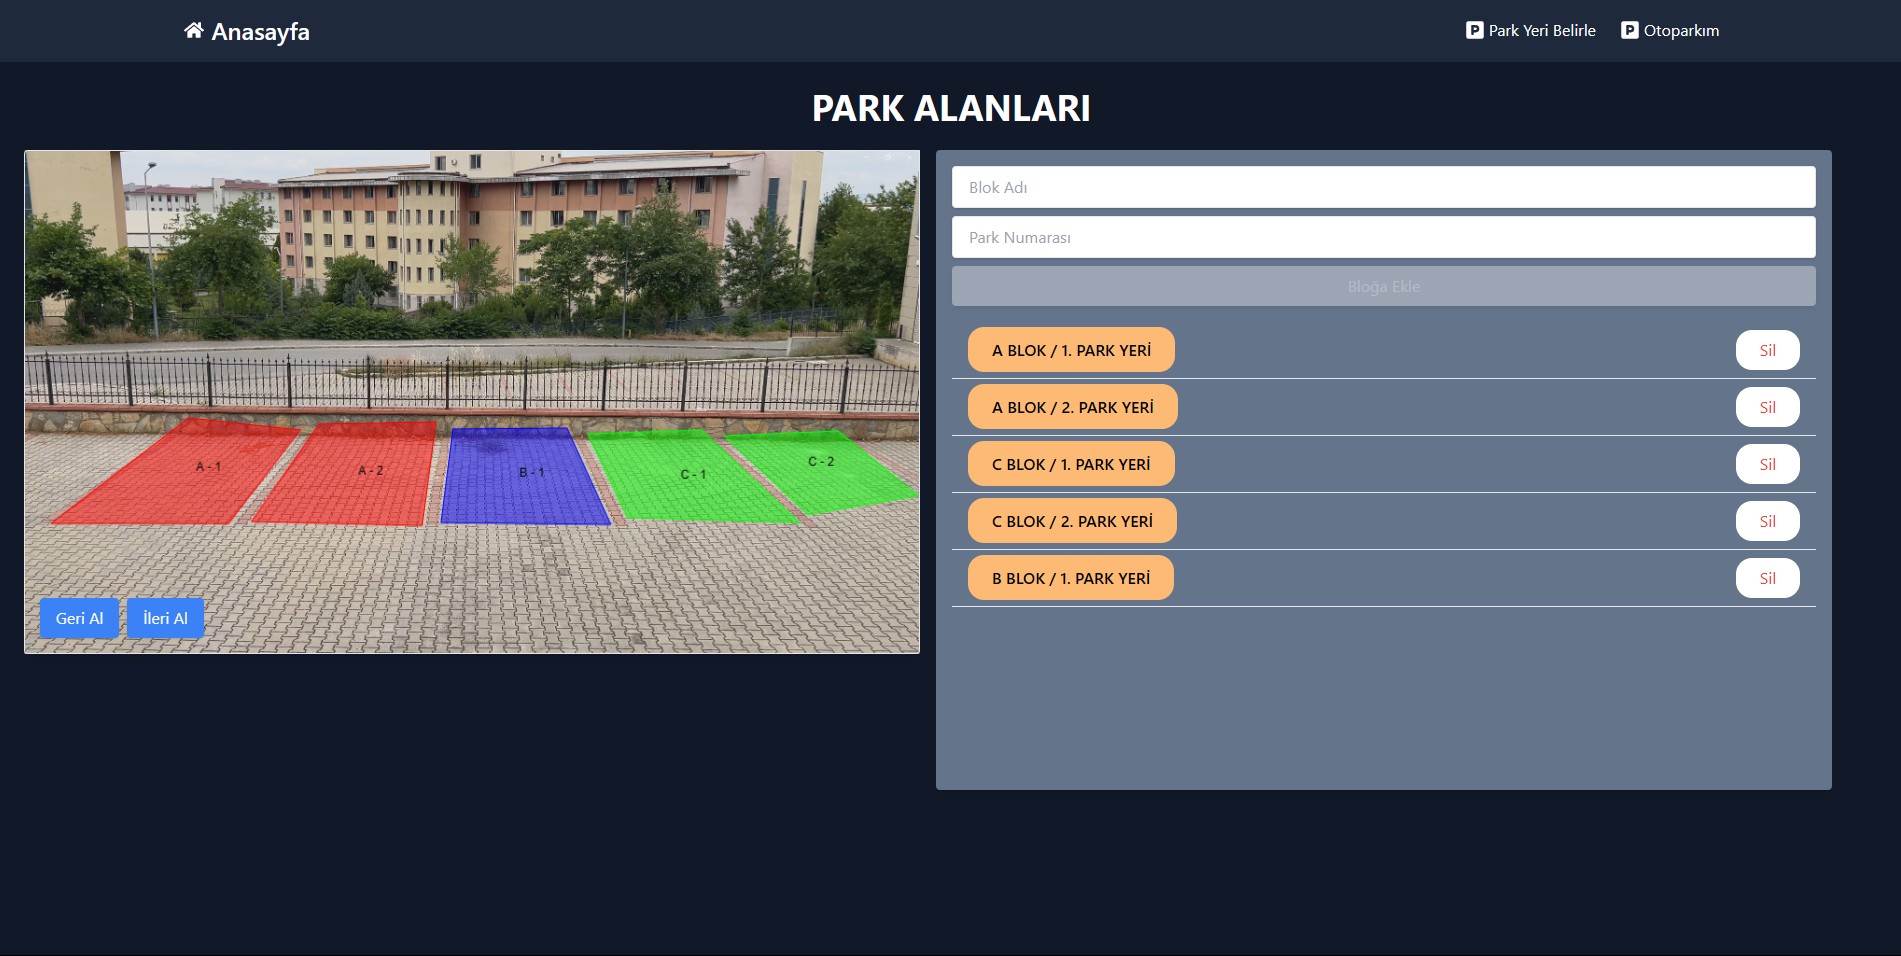 Anasayfa
Park Yeri Belirle
Otoparkım
PARK ALANLARI
A - 1
A - 2
B - 1
C - 1
C - 2
Geri Al
İleri Al
Blok Adı
Park Numarası
Bloğa Ekle
A BLOK / 1. PARK YERİ
Sil
A BLOK / 2. PARK YERİ
Sil
C BLOK / 1. PARK YERİ
Sil
C BLOK / 2. PARK YERİ
Sil
B BLOK / 1. PARK YERİ
Sil